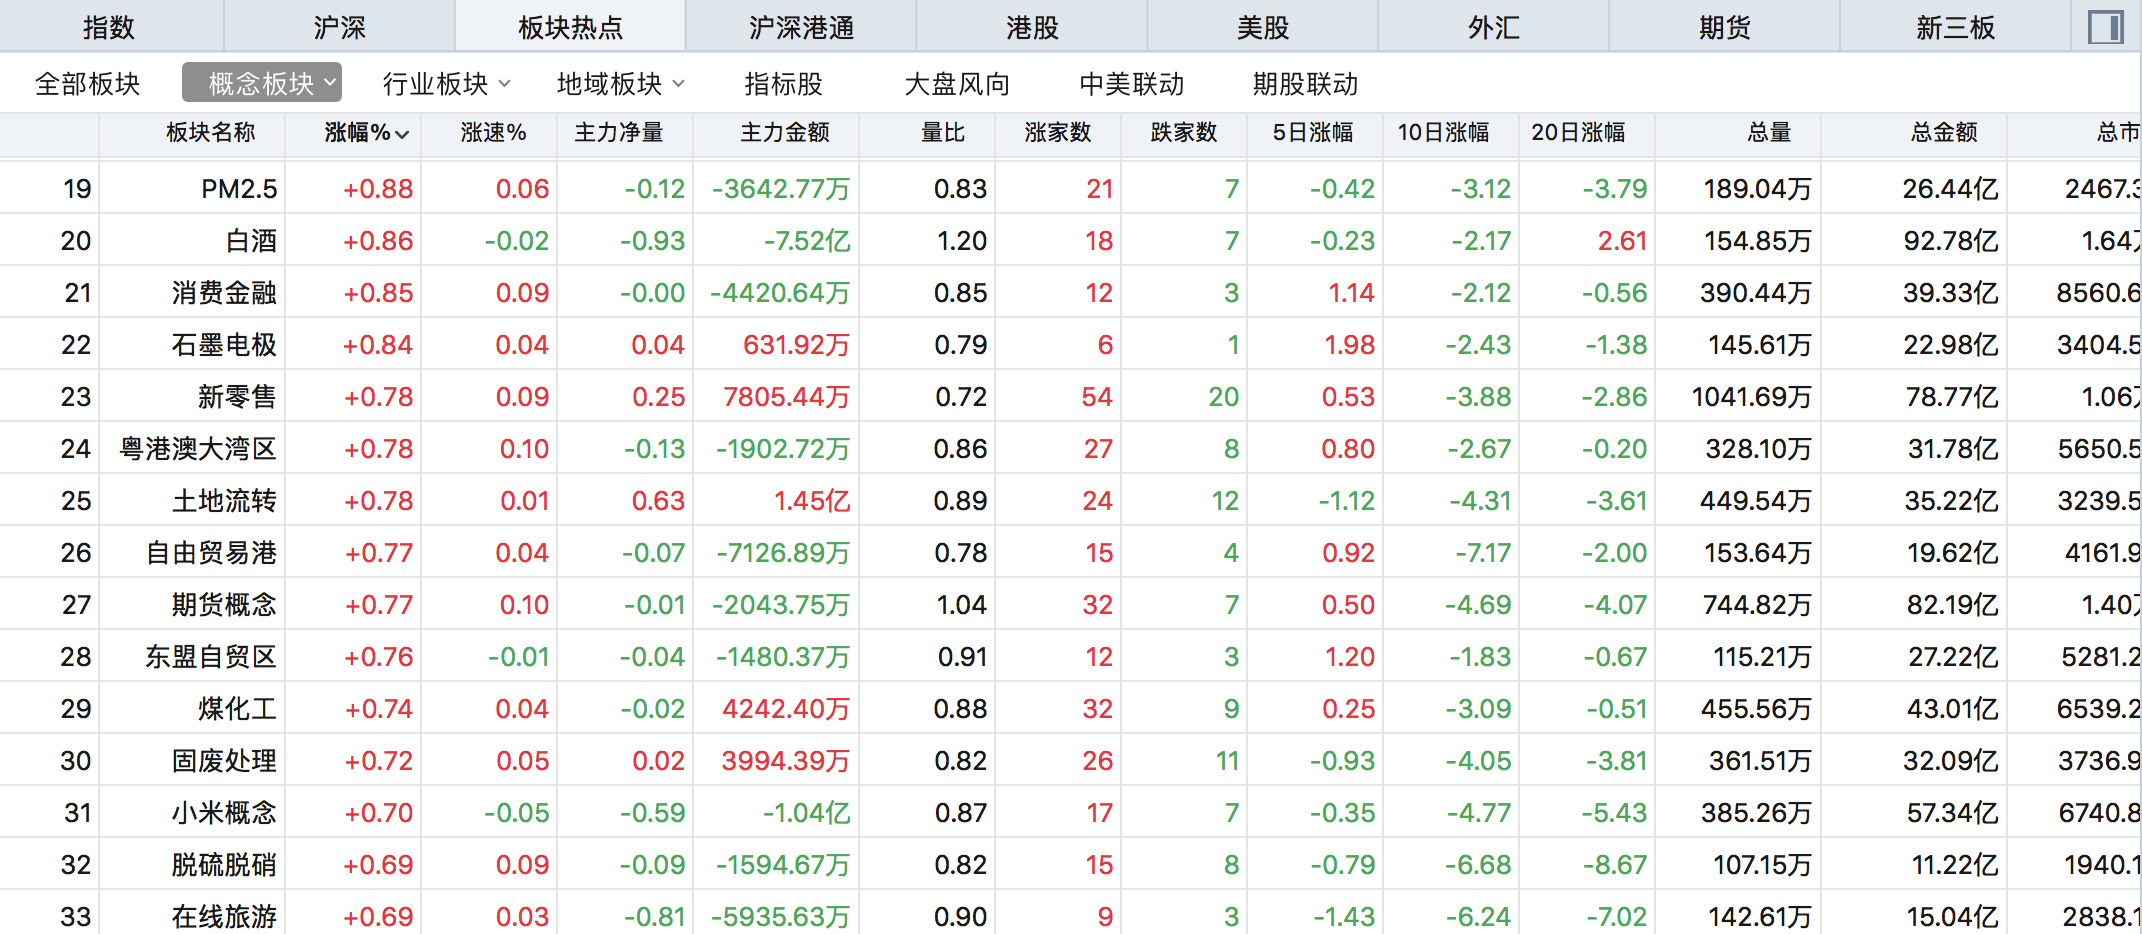 指数 沪深 板块热点 沪深港通 港股 美股 外汇 期货 新三板
全部板块 概念板块 行业板块 地域板块 指标股 大盘风向 中美联动 期股联动
板块名称 涨幅% 涨速% 主力净量 主力金额 量比 涨家数 跌家数 5日涨幅 10日涨幅 20日涨幅 总量 总金额 总市
19 PM2.5 +0.88 0.06 -0.12 -3642.77万 0.83 21 7 -0.42 -3.12 -3.79 189.04万 26.44亿 2467.3
20 白酒 +0.86 -0.02 -0.93 -7.52亿 1.20 18 7 -0.23 -2.17 2.61 154.85万 92.78亿 1.64万
21 消费金融 +0.85 0.09 -0.00 -4420.64万 0.85 12 3 1.14 -2.12 -0.56 390.44万 39.33亿 8560.6
22 石墨电极 +0.84 0.04 0.04 631.92万 0.79 6 1 1.98 -2.43 -1.38 145.61万 22.98亿 3404.5
23 新零售 +0.78 0.09 0.25 7805.44万 0.72 54 20 0.53 -3.88 -2.86 1041.69万 78.77亿 1.06万
24 粤港澳大湾区 +0.78 0.10 -0.13 -1902.72万 0.86 27 8 0.80 -2.67 -0.20 328.10万 31.78亿 5650.5
25 土地流转 +0.78 0.01 0.63 1.45亿 0.89 24 12 -1.12 -4.31 -3.61 449.54万 35.22亿 3239.5
26 自由贸易港 +0.77 0.04 -0.07 -7126.89万 0.78 15 4 0.92 -7.17 -2.00 153.64万 19.62亿 4161.9
27 期货概念 +0.77 0.10 -0.01 -2043.75万 1.04 32 7 0.50 -4.69 -4.07 744.82万 82.19亿 1.40万
28 东盟自贸区 +0.76 -0.01 -0.04 -1480.37万 0.91 12 3 1.20 -1.83 -0.67 115.21万 27.22亿 5281.2
29 煤化工 +0.74 0.04 -0.02 4242.40万 0.88 32 9 0.25 -3.09 -0.51 455.56万 43.01亿 6539.2
30 固废处理 +0.72 0.05 0.02 3994.39万 0.82 26 11 -0.93 -4.05 -3.81 361.51万 32.09亿 3736.9
31 小米概念 +0.70 -0.05 -0.59 -1.04亿 0.87 17 7 -0.35 -4.77 -5.43 385.26万 57.34亿 6740.8
32 脱硫脱硝 +0.69 0.09 -0.09 -1594.67万 0.82 15 8 -0.79 -6.68 -8.67 107.15万 11.22亿 1940.1
33 在线旅游 +0.69 0.03 -0.81 -5935.63万 0.90 9 3 -1.43 -6.24 -7.02 142.61万 15.04亿 2838.1